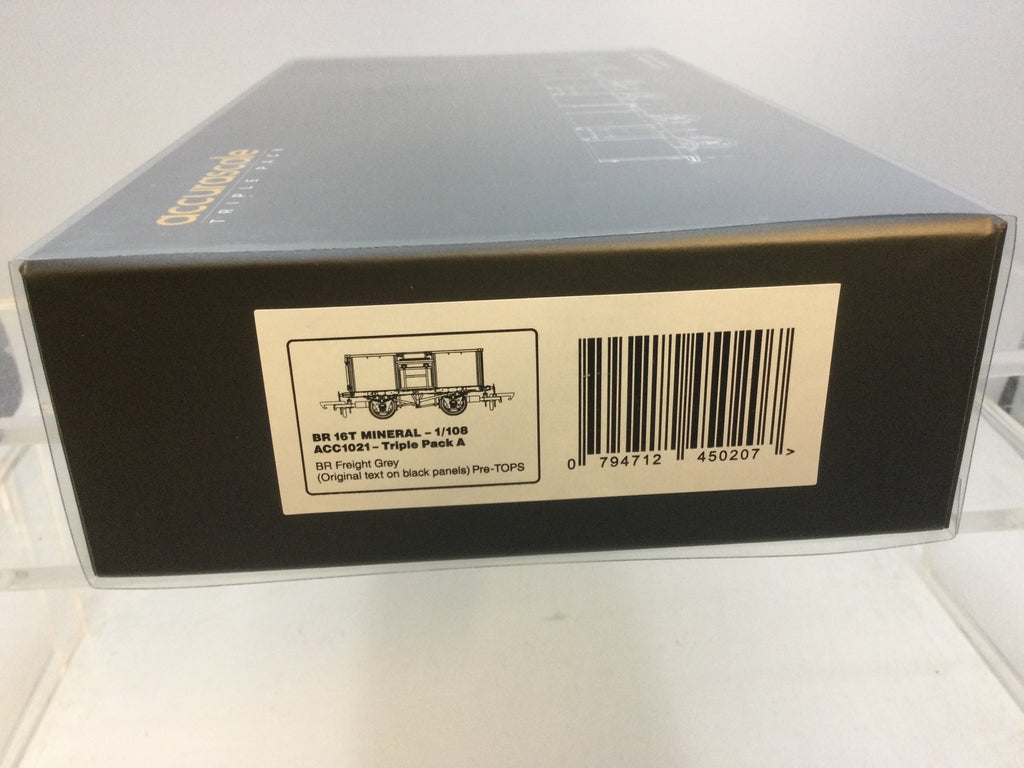 accurascale
TRIPLE PACK
BR 16T MINERAL – 1/108
ACC1021 – Triple Pack A
BR Freight Grey
(Original text on black panels) Pre-TOPS
0 794712 450207 >